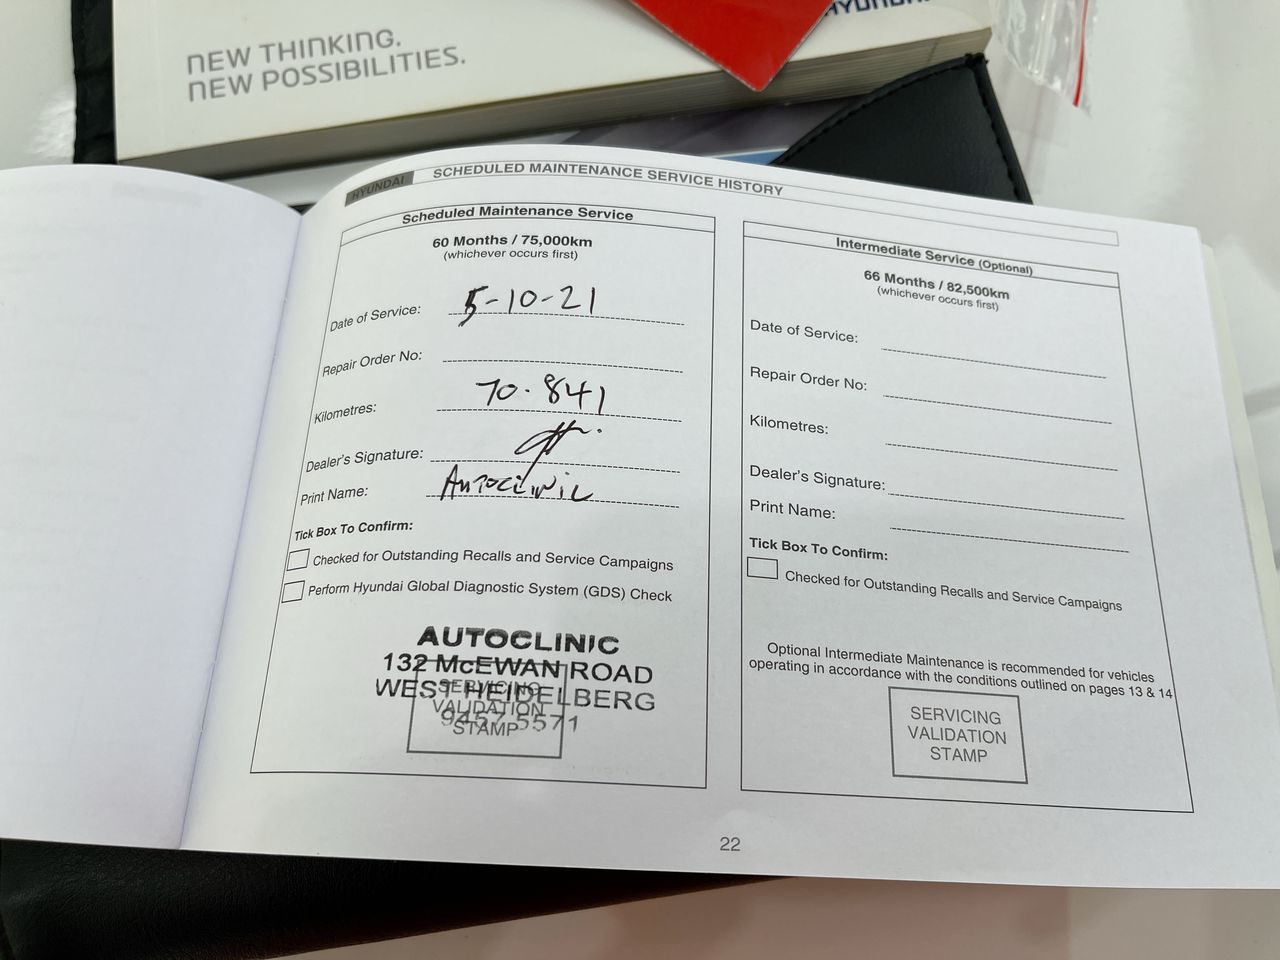 NEW THINKING.
NEW POSSIBILITIES.
HYUNDAI
HYUNDAI
SCHEDULED MAINTENANCE SERVICE HISTORY
Scheduled Maintenance Service
60 Months / 75,000km
(whichever occurs first)
Date of Service: 5-10-21
Repair Order No:
Kilometres: 70.841
Dealer's Signature:
Print Name: Autoclinic
Tick Box To Confirm:
Checked for Outstanding Recalls and Service Campaigns
Perform Hyundai Global Diagnostic System (GDS) Check
AUTOCLINIC
132 McEWAN ROAD
WEST HEIDELBERG
9457 5571
SERVICING
VALIDATION
STAMP
Intermediate Service (Optional)
66 Months / 82,500km
(whichever occurs first)
Date of Service:
Repair Order No:
Kilometres:
Dealer's Signature:
Print Name:
Tick Box To Confirm:
Checked for Outstanding Recalls and Service Campaigns
Optional Intermediate Maintenance is recommended for vehicles
operating in accordance with the conditions outlined on pages 13 & 14
SERVICING
VALIDATION
STAMP
22